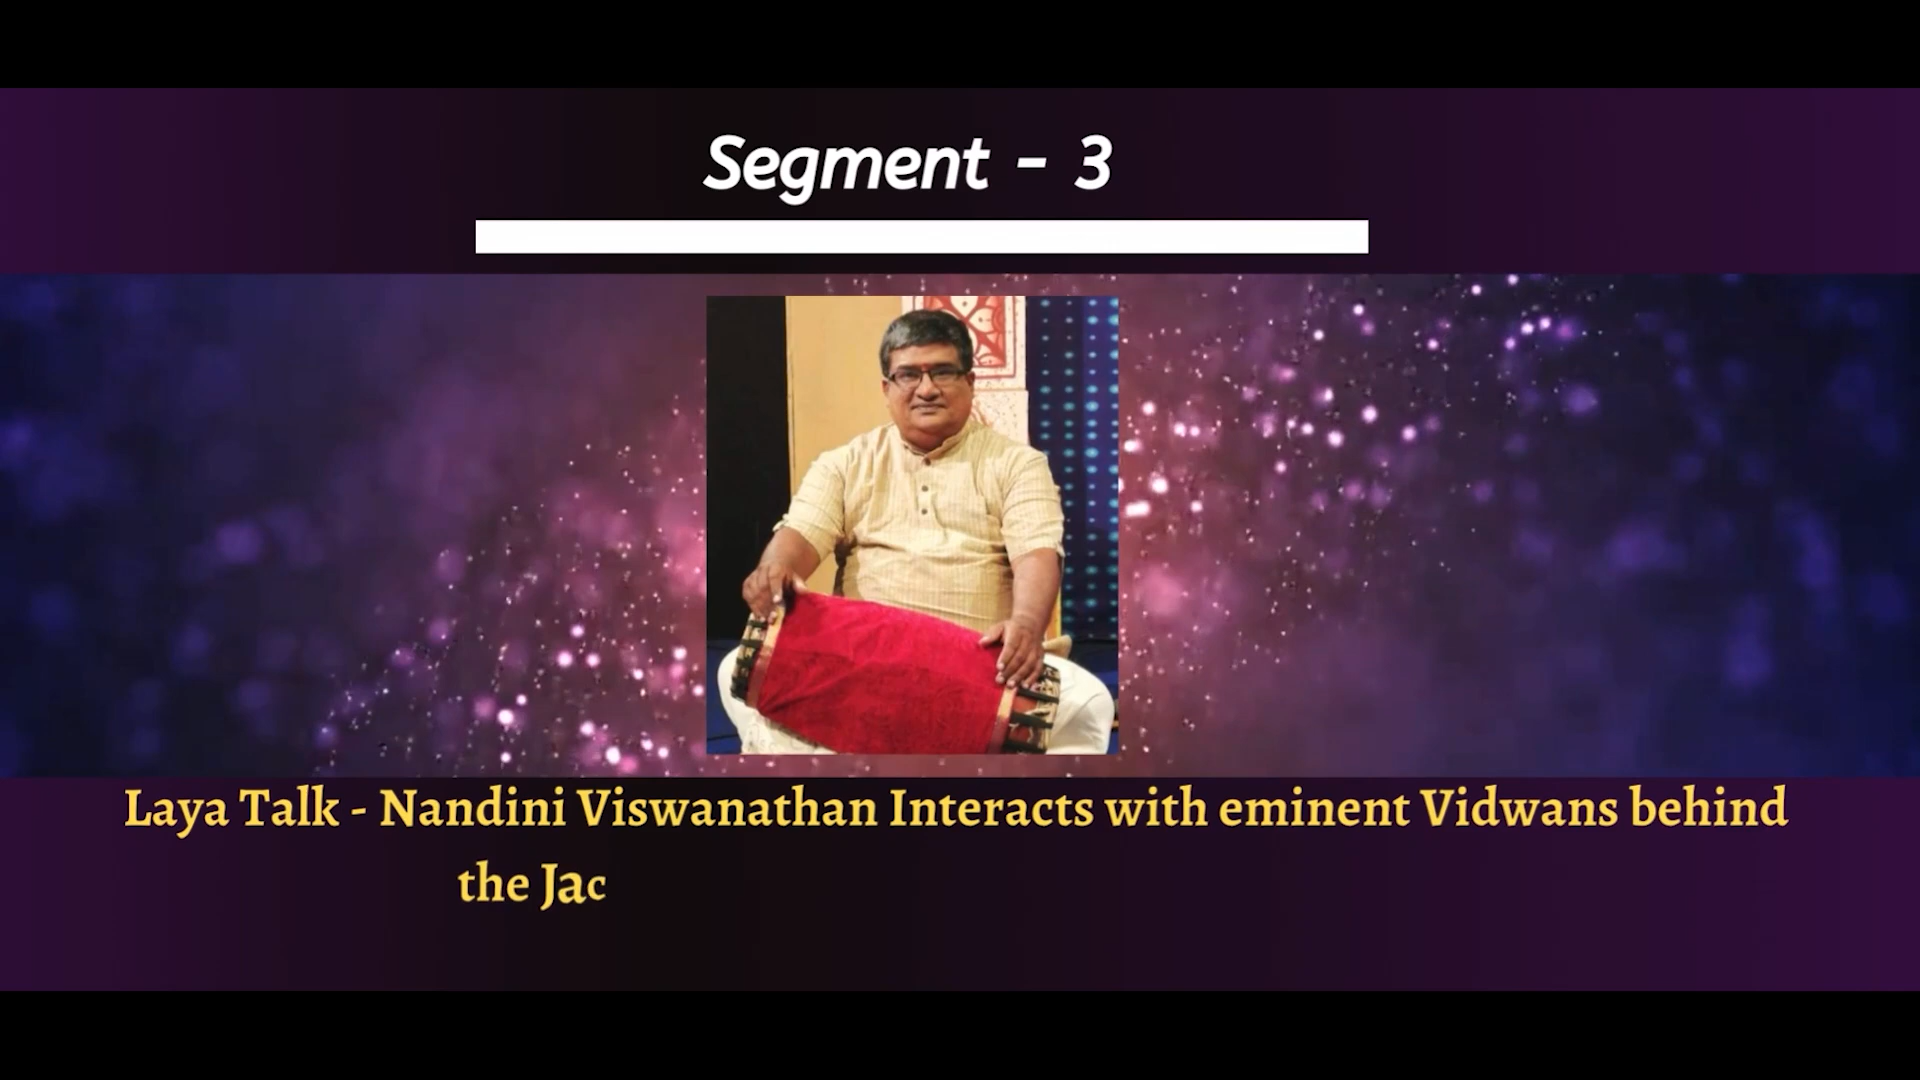 Segment - 3
Laya Talk - Nandini Viswanathan Interacts with eminent Vidwans behind
the Jac